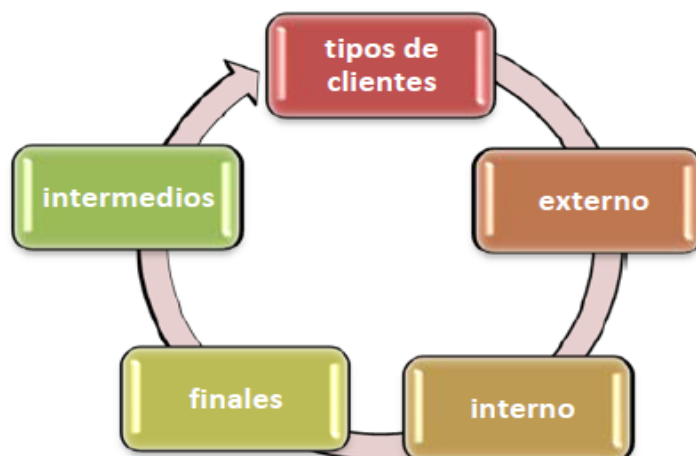 tipos de
clientes
externo
interno
finales
intermedios